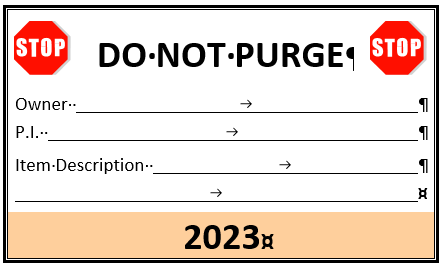 STOP DO NOT PURGE STOP
Owner
P.I.
Item Description
2023